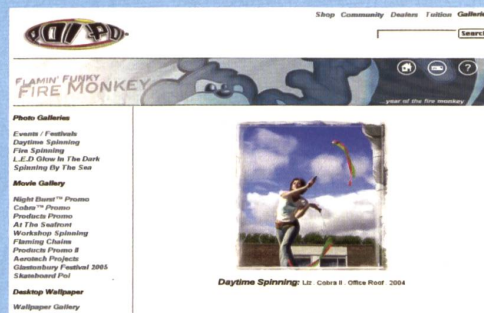 Shop Community Dealers Tuition Galleries
Search
FLAMIN' FUNKY
FIRE MONKEY
?
...year of the fire monkey
Photo Galleries
Events / Festivals
Daytime Spinning
Fire Spinning
L.E.D Glow In The Dark
Spinning By The Sea
Movie Gallery
Night Burst™ Promo
Cobra™ Promo
Products Promo
At The Seafront
Workshop Spinning
Flaming Chains
Products Promo II
Aerotech Projects
Glastonbury Festival 2005
Skateboard Poi
Desktop Wallpaper
Wallpaper Gallery
Daytime Spinning: Liz . Cobra II . Office Roof . 2004